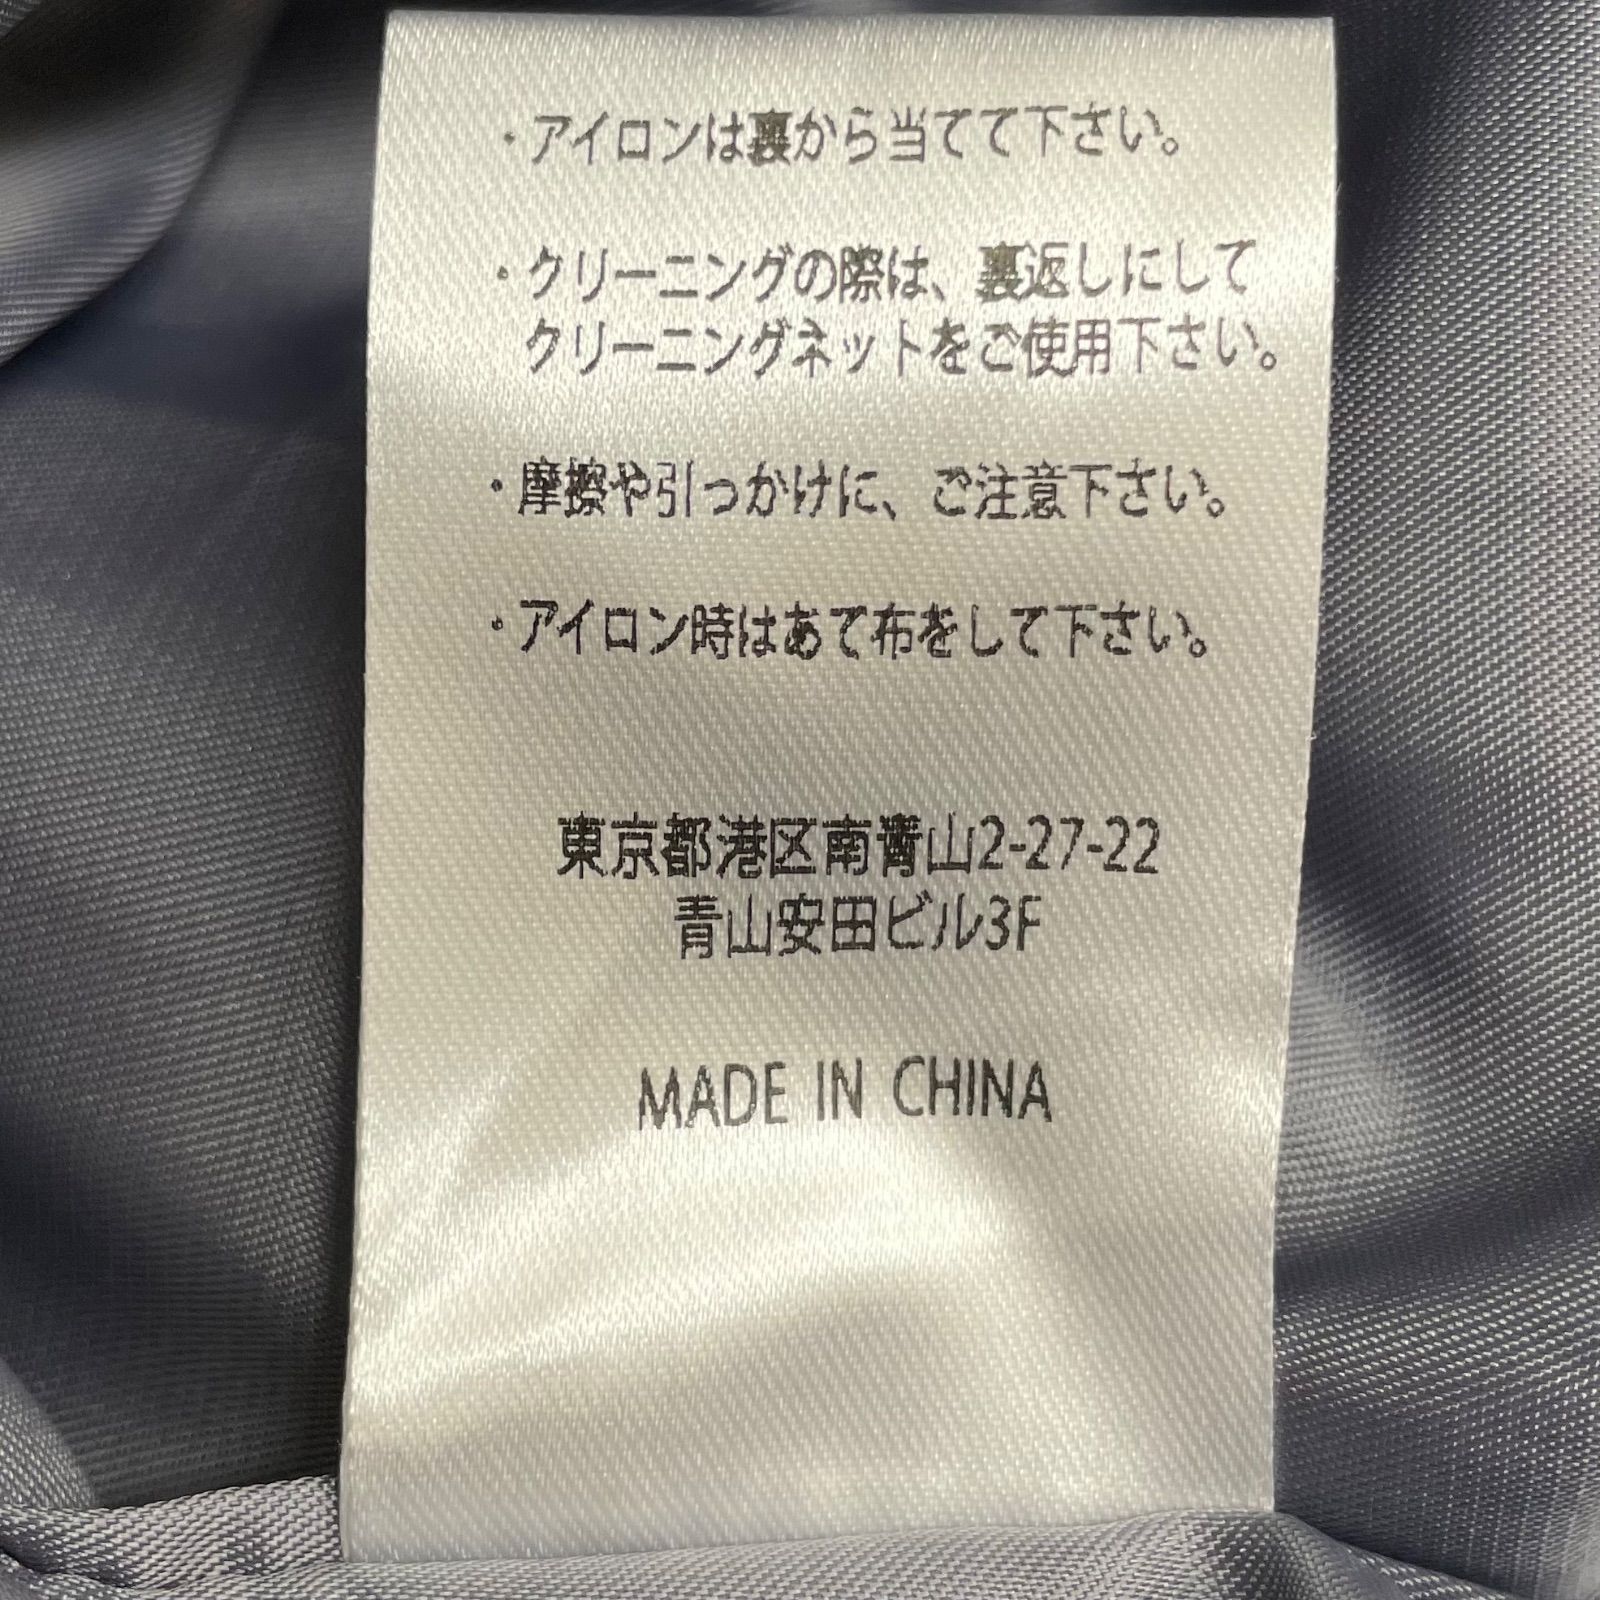 ・アイロンは裏から当てて下さい。
・クリーニングの際は、裏返しにして
クリーニングネットをご使用下さい。
・摩擦や引っかけに、ご注意下さい。
・アイロン時はあて布をして下さい。
東京都港区南青山2-27-22
青山安田ビル3F
MADE IN CHINA